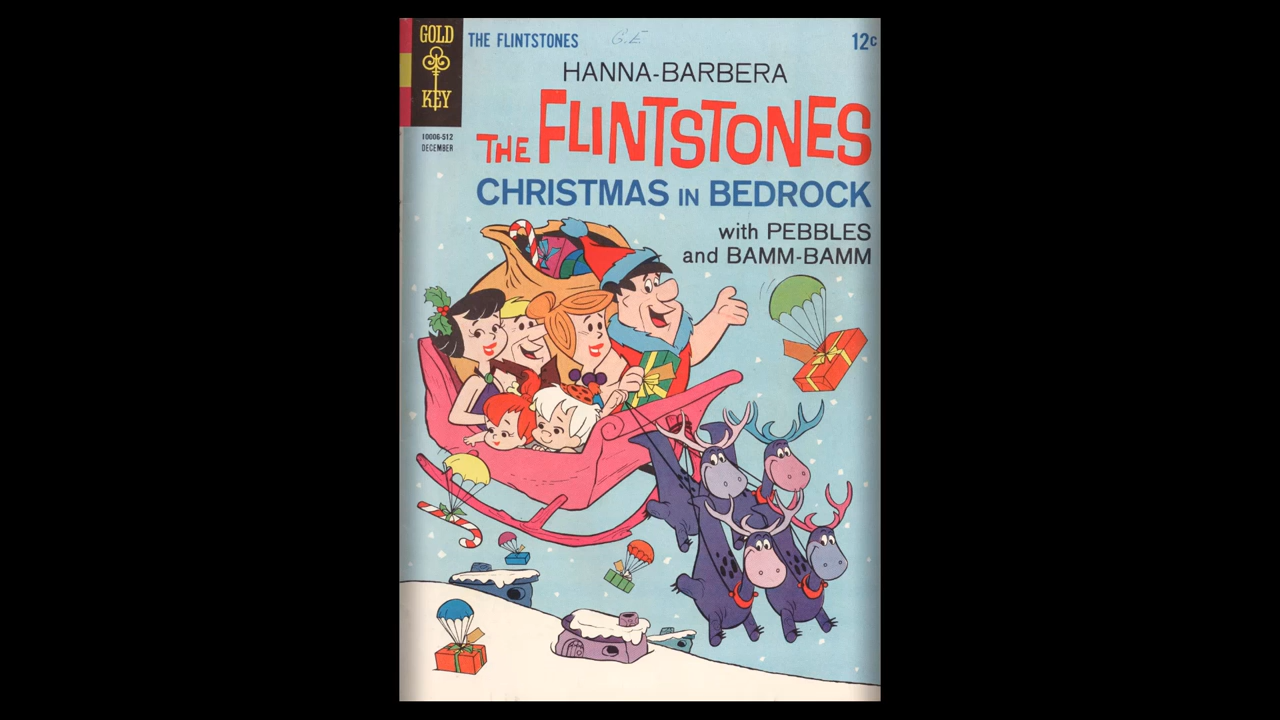 GOLD
KEY
THE FLINTSTONES
G.E.
12¢
10006-512
DECEMBER
HANNA-BARBERA
THE FLINTSTONES
CHRISTMAS IN BEDROCK
with PEBBLES
and BAMM-BAMM